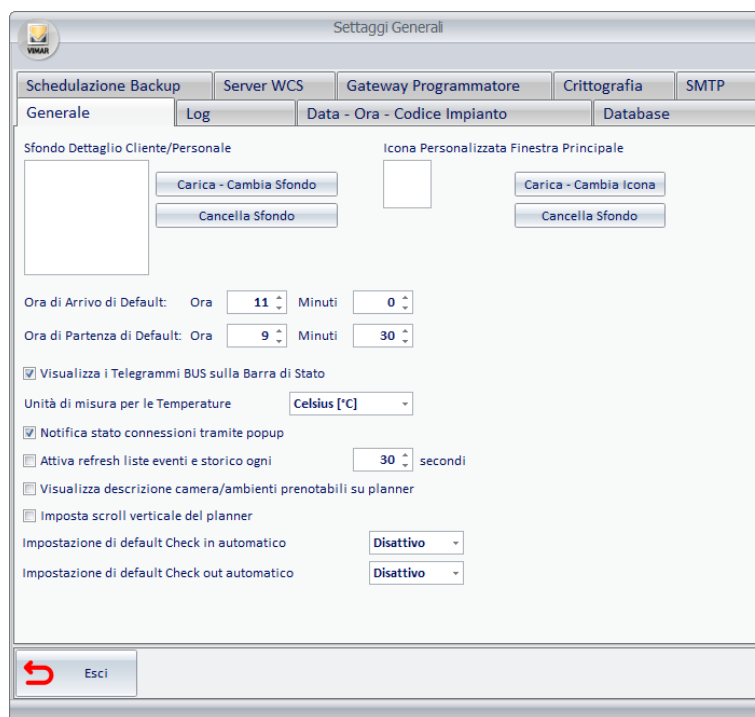 Settaggi Generali
VIMAR
Schedulazione Backup Server WCS Gateway Programmatore Crittografia SMTP
Generale Log Data - Ora - Codice Impianto Database
Sfondo Dettaglio Cliente/Personale Icona Personalizzata Finestra Principale
Carica - Cambia Sfondo Carica - Cambia Icona
Cancella Sfondo Cancella Sfondo
Ora di Arrivo di Default: Ora 11 Minuti 0
Ora di Partenza di Default: Ora 9 Minuti 30
Visualizza i Telegrammi BUS sulla Barra di Stato
Unità di misura per le Temperature Celsius [°C]
Notifica stato connessioni tramite popup
Attiva refresh liste eventi e storico ogni 30 secondi
Visualizza descrizione camera/ambienti prenotabili su planner
Imposta scroll verticale del planner
Impostazione di default Check in automatico Disattivo
Impostazione di default Check out automatico Disattivo
Esci